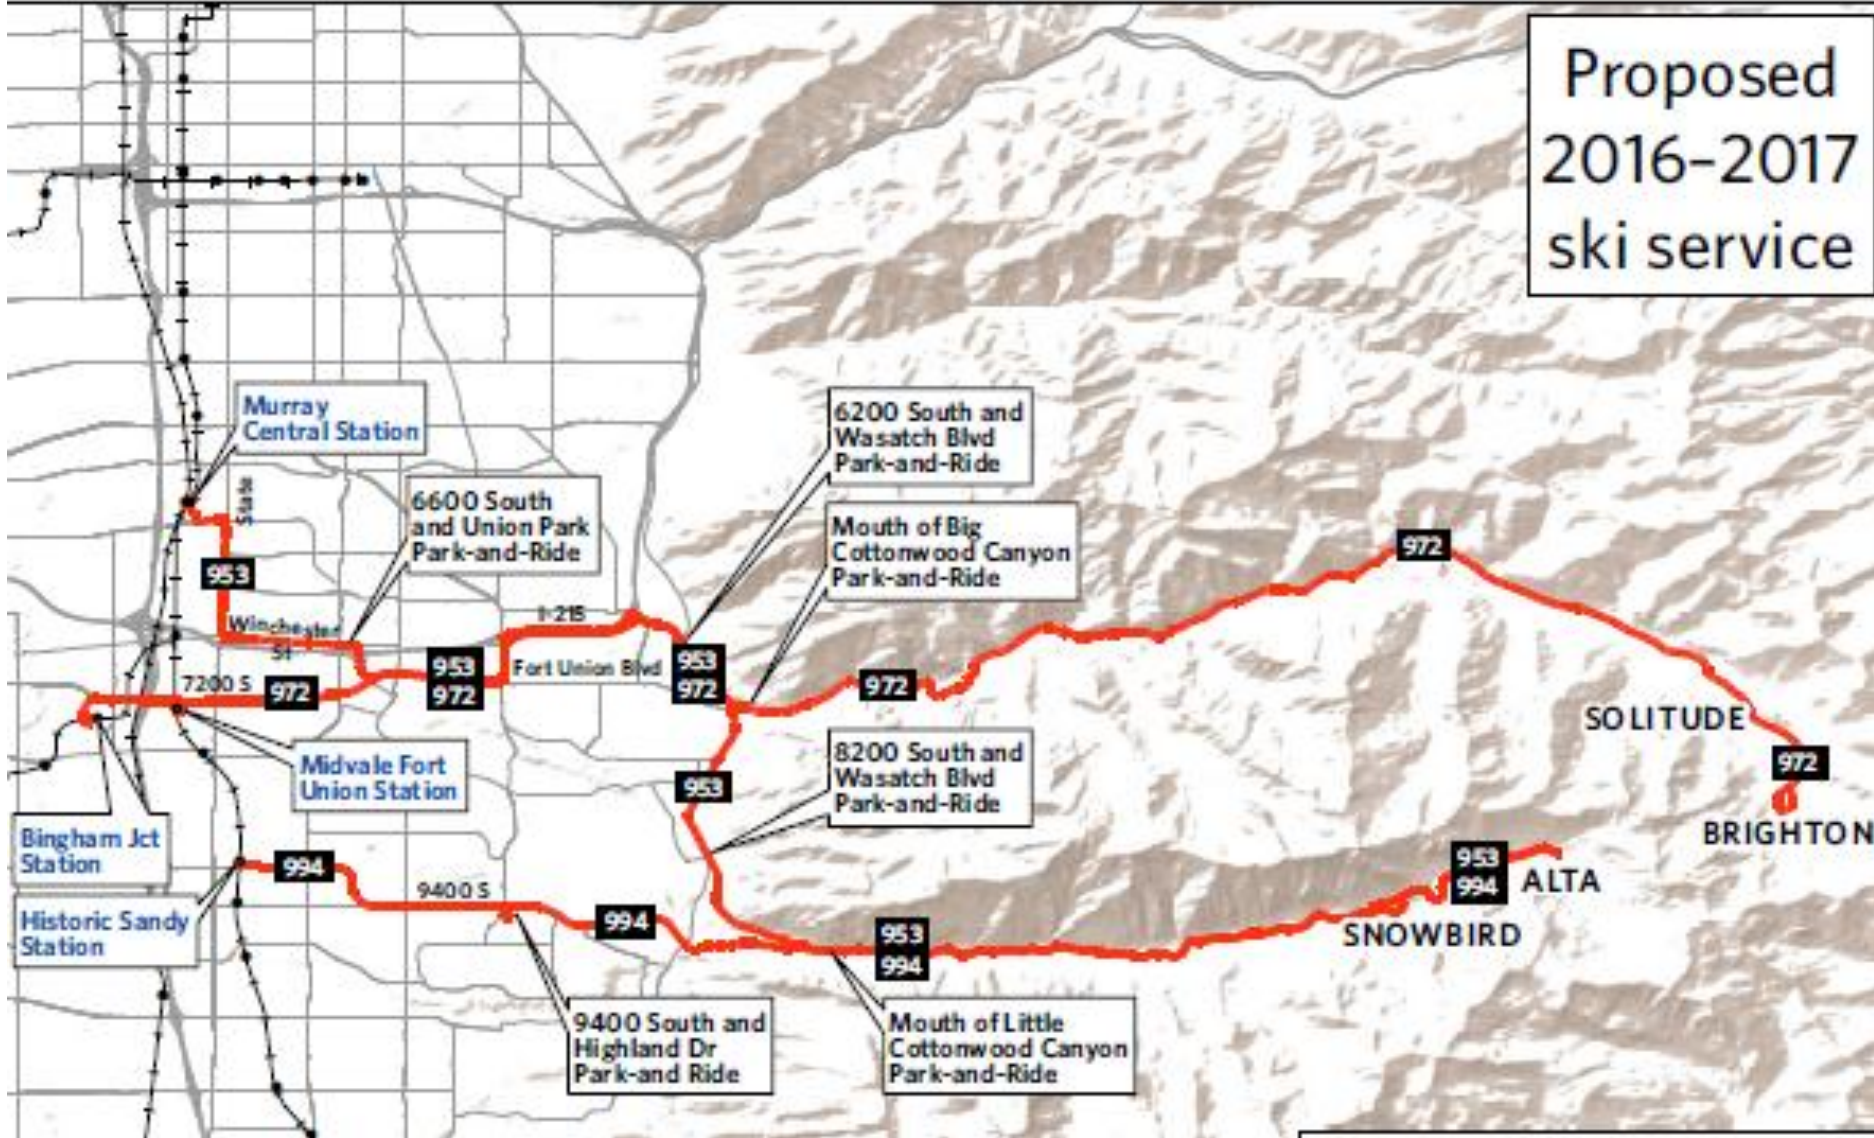 Proposed
2016-2017
ski service
Murray
Central Station
State
6600 South
and Union Park
Park-and-Ride
6200 South and
Wasatch Blvd
Park-and-Ride
Mouth of Big
Cottonwood Canyon
Park-and-Ride
972
953
Winchester
St
I-215
Fort Union Blvd
953
972
953
972
972
7200 S
972
SOLITUDE
972
BRIGHTON
Midvale Fort
Union Station
953
8200 South and
Wasatch Blvd
Park-and-Ride
Bingham Jct
Station
Historic Sandy
Station
994
9400 S
994
953
994
953
994
ALTA
SNOWBIRD
9400 South and
Highland Dr
Park-and Ride
Mouth of Little
Cottonwood Canyon
Park-and-Ride